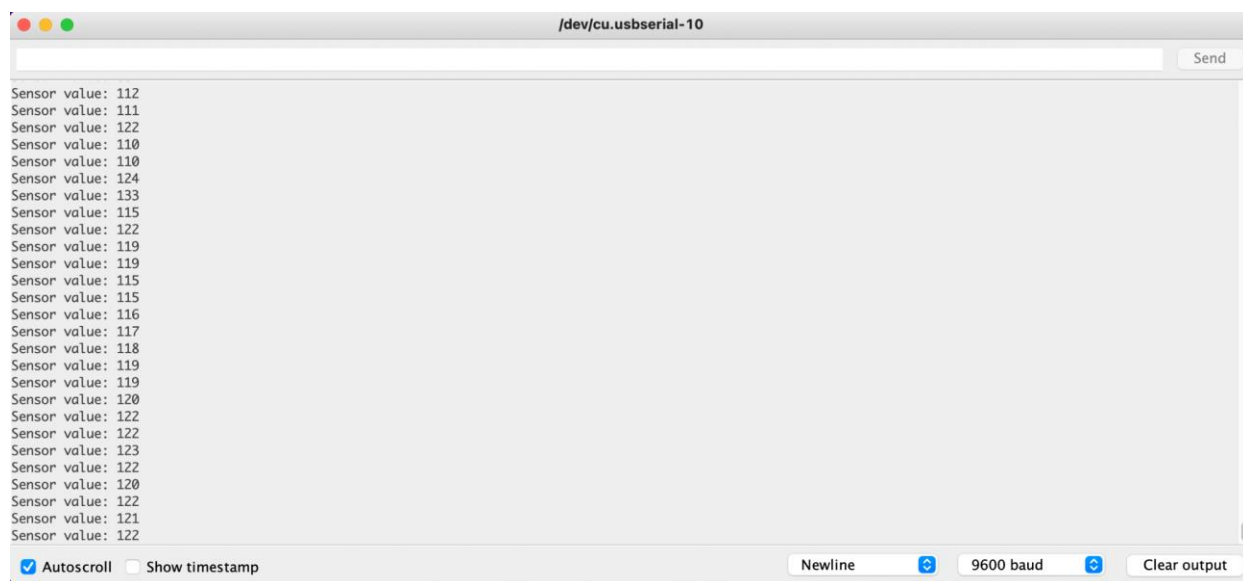 /dev/cu.usbserial-10
Send
Sensor value: 112
Sensor value: 111
Sensor value: 122
Sensor value: 110
Sensor value: 110
Sensor value: 124
Sensor value: 133
Sensor value: 115
Sensor value: 122
Sensor value: 119
Sensor value: 119
Sensor value: 115
Sensor value: 115
Sensor value: 116
Sensor value: 117
Sensor value: 118
Sensor value: 119
Sensor value: 119
Sensor value: 120
Sensor value: 122
Sensor value: 122
Sensor value: 123
Sensor value: 122
Sensor value: 120
Sensor value: 122
Sensor value: 121
Sensor value: 122
Autoscroll Show timestamp Newline 9600 baud Clear output